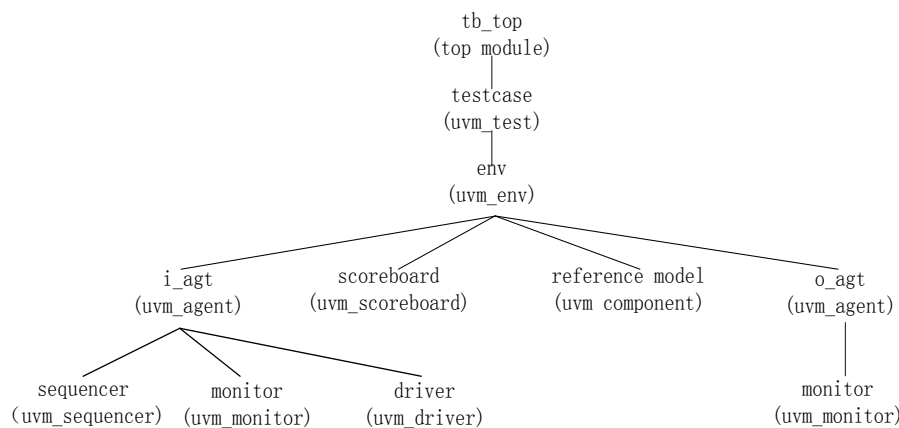 tb_top
(top module)
testcase
(uvm_test)
env
(uvm_env)
i_agt
(uvm_agent)
scoreboard
(uvm_scoreboard)
reference model
(uvm component)
o_agt
(uvm_agent)
sequencer
（uvm_sequencer)
monitor
(uvm_monitor)
driver
(uvm_driver)
monitor
(uvm_monitor)